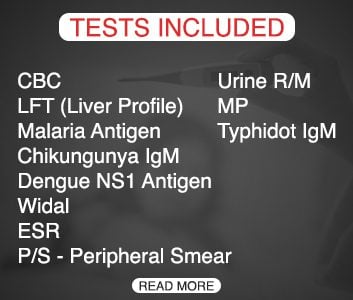 TESTS INCLUDED
CBC
LFT (Liver Profile)
Malaria Antigen
Chikungunya IgM
Dengue NS1 Antigen
Widal
ESR
P/S - Peripheral Smear
Urine R/M
MP
Typhidot IgM
READ MORE